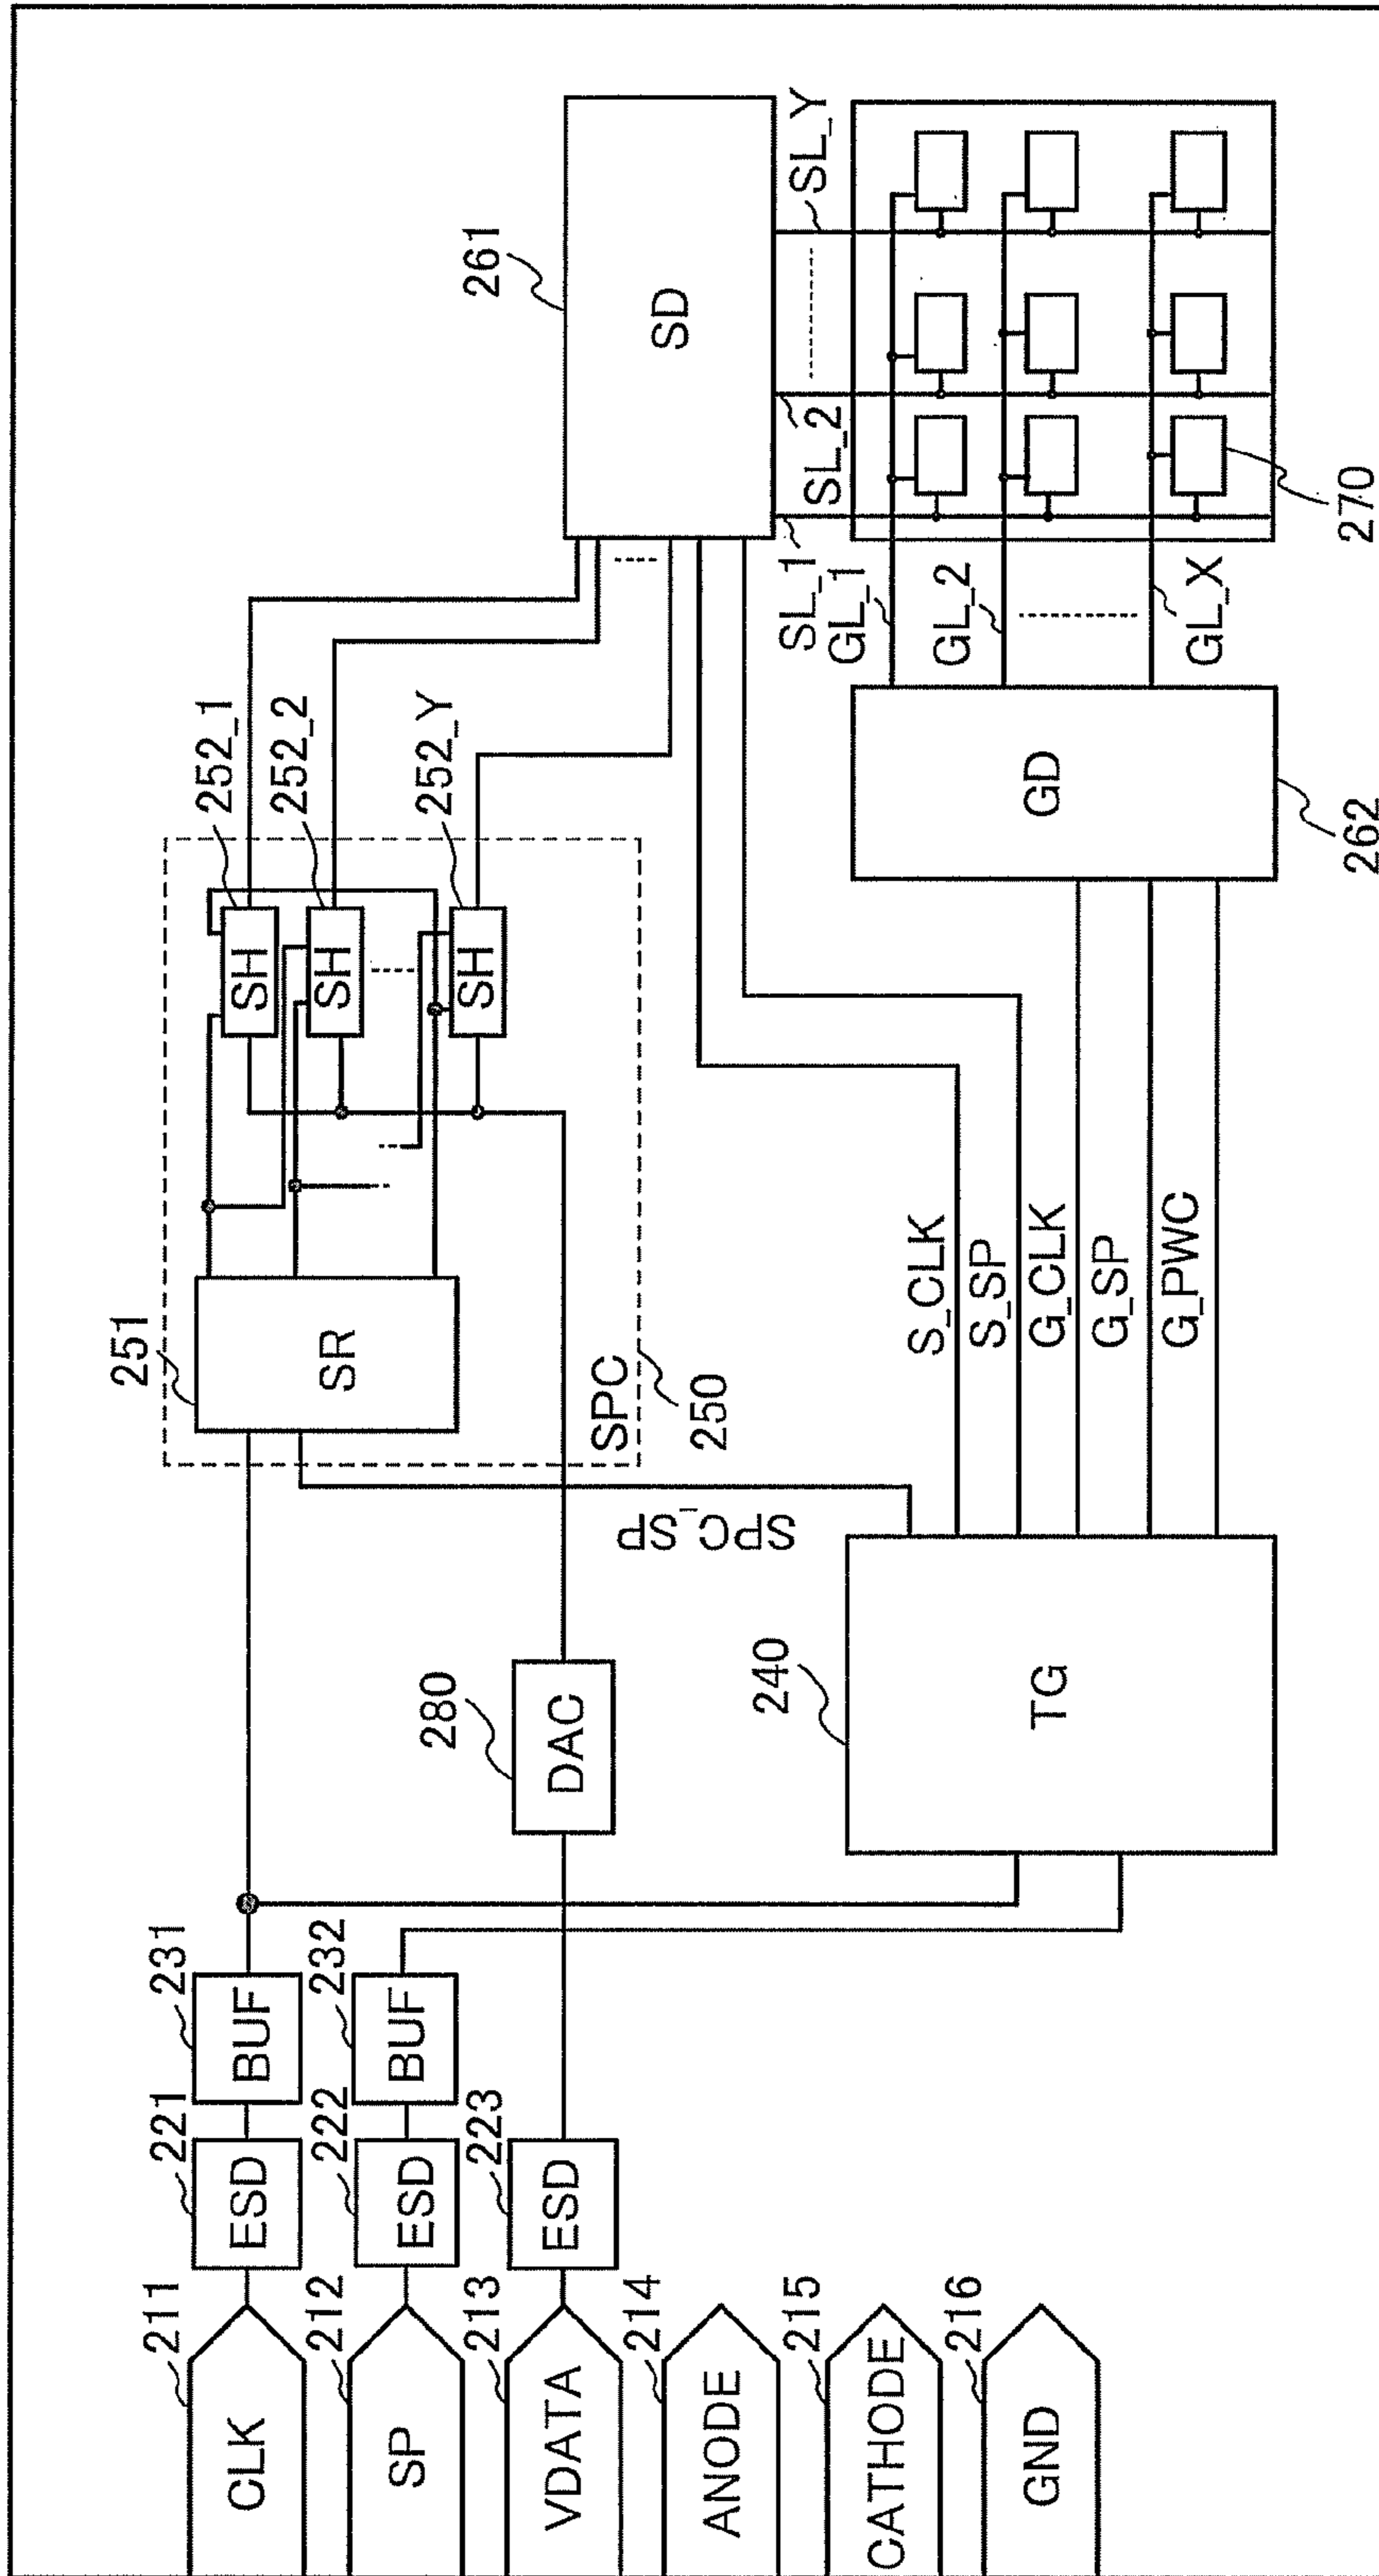 211
CLK
221
ESD
231
BUF
212
SP
222
ESD
232
BUF
213
VDATA
223
ESD
280
DAC
214
ANODE
215
CATHODE
216
GND
240
TG
SPC_SP
251
SR
SPC
250
252_1
SH
252_2
SH
252_Y
SH
S_CLK
S_SP
G_CLK
G_SP
G_PWC
261
SD
GD
262
SL_1
SL_2
SL_Y
GL_1
GL_2
GL_X
270